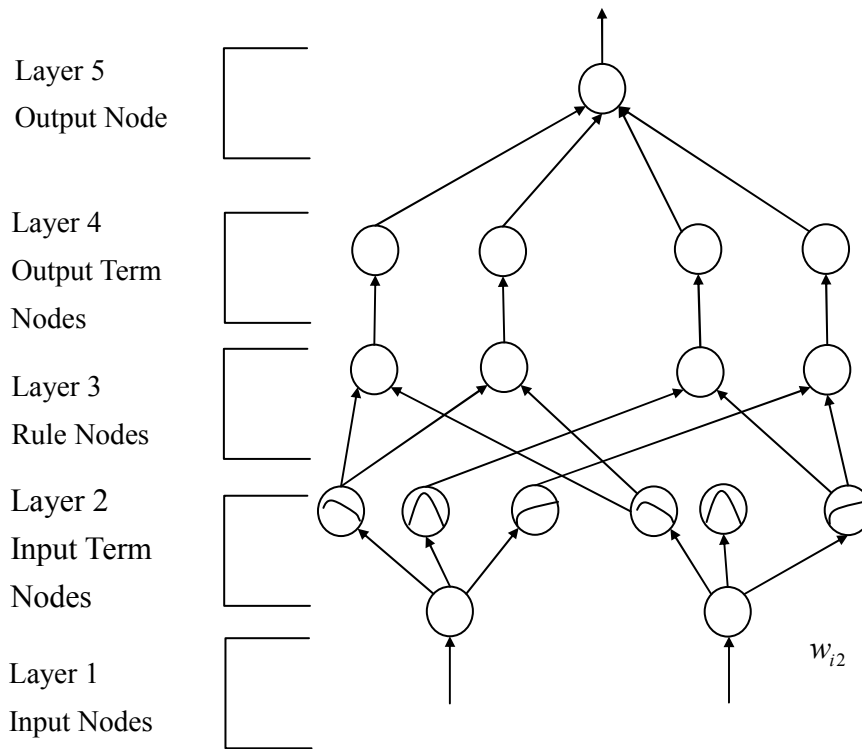 Layer 5
Output Node
Layer 4
Output Term
Nodes
Layer 3
Rule Nodes
Layer 2
Input Term
Nodes
Layer 1
Input Nodes
w_{i2}